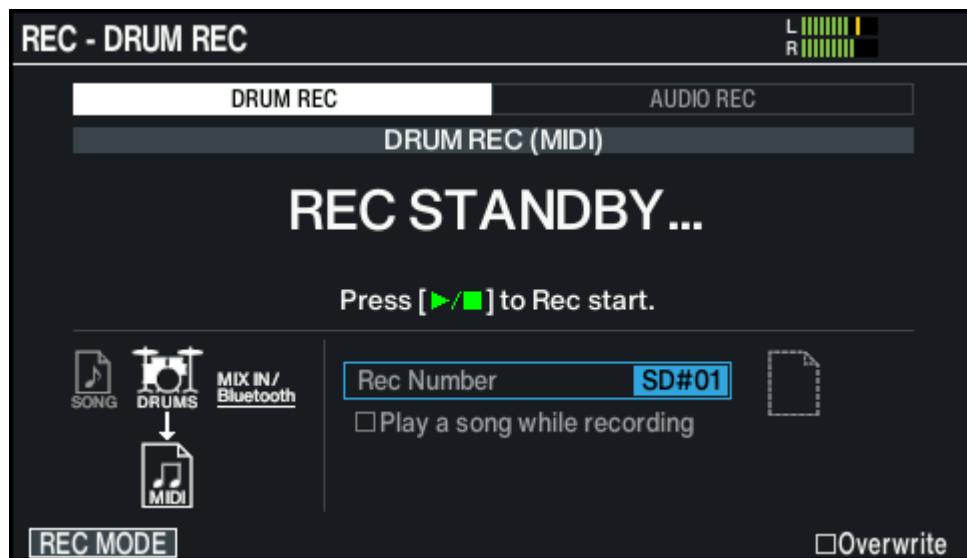 REC - DRUM REC
L
R
DRUM REC
AUDIO REC
DRUM REC (MIDI)
REC STANDBY...
Press [▶/■] to Rec start.
SONG
DRUMS
MIX IN/
Bluetooth
MIDI
Rec Number SD#01
☐Play a song while recording
REC MODE
☐Overwrite